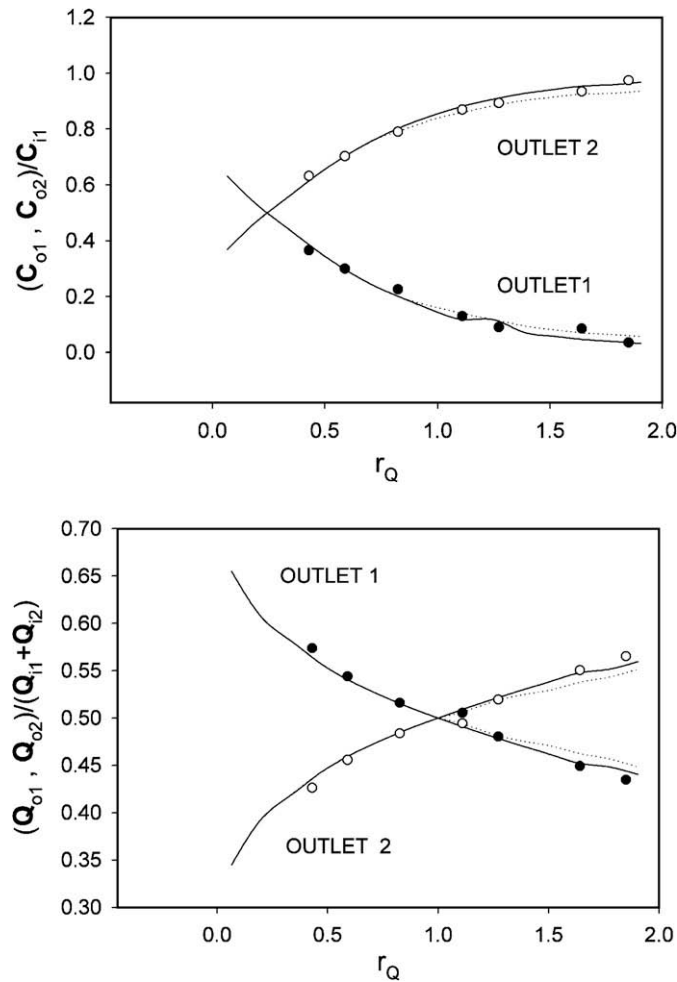 1.2
1.0
0.8
0.6
0.4
0.2
0.0
(Co1 , Co2)/Ci1
OUTLET 2
OUTLET1
0.0 0.5 1.0 1.5 2.0
rQ
0.70
0.65
0.60
0.55
0.50
0.45
0.40
0.35
0.30
(Qo1 , Qo2)/(Qi1+Qi2)
OUTLET 1
OUTLET 2
0.0 0.5 1.0 1.5 2.0
rQ